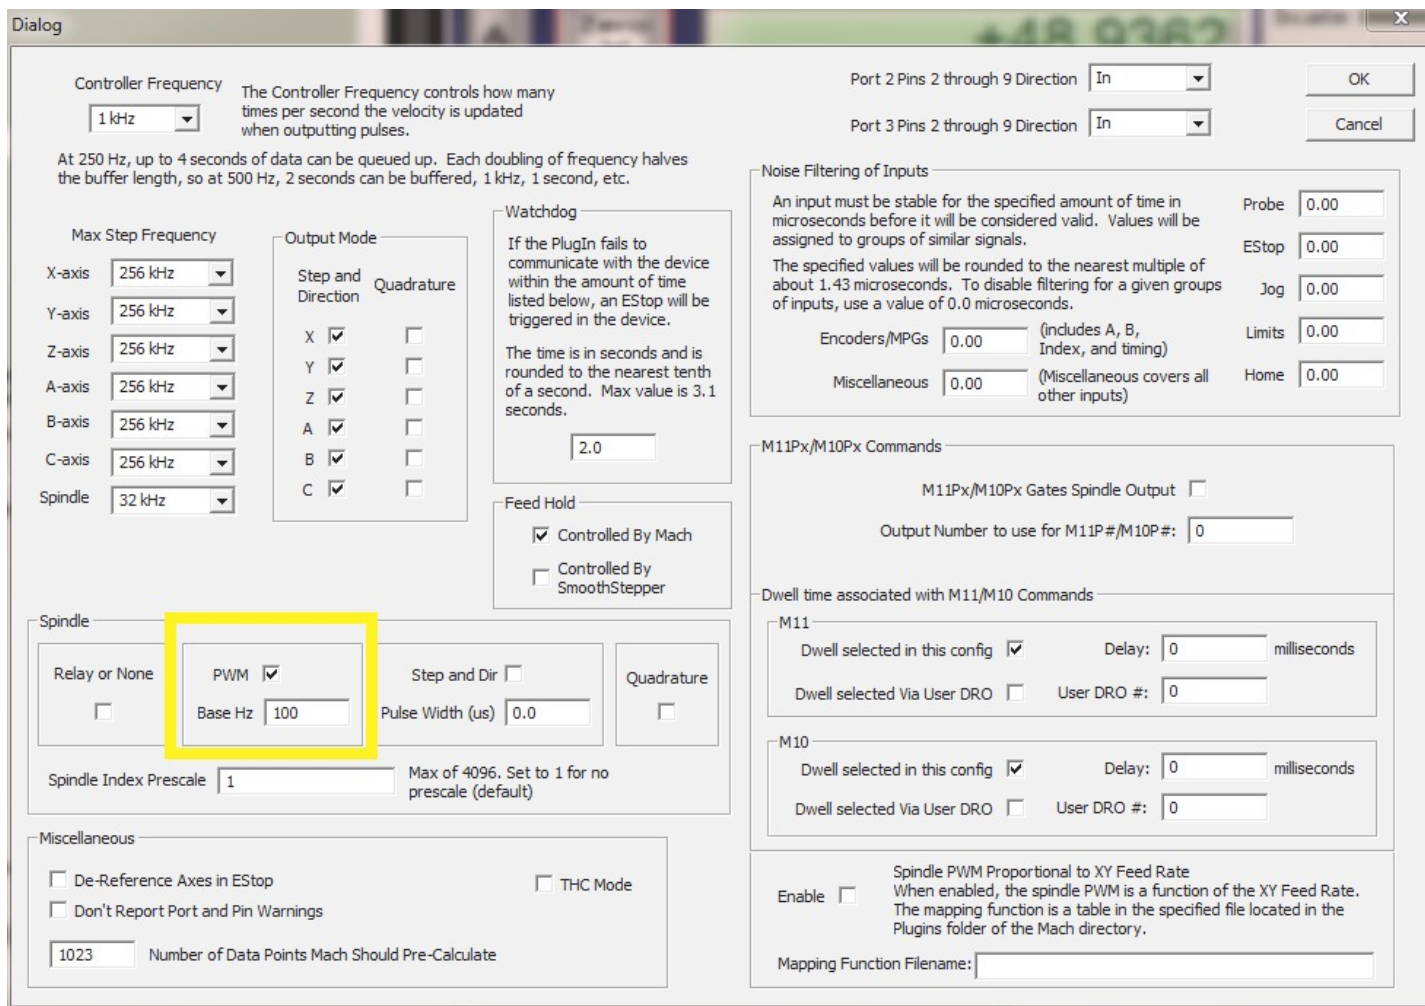 Dialog
+48.9362
Controller Frequency
1 kHz
The Controller Frequency controls how many
times per second the velocity is updated
when outputting pulses.
At 250 Hz, up to 4 seconds of data can be queued up. Each doubling of frequency halves
the buffer length, so at 500 Hz, 2 seconds can be buffered, 1 kHz, 1 second, etc.
Port 2 Pins 2 through 9 Direction In
Port 3 Pins 2 through 9 Direction In
OK
Cancel
Max Step Frequency
X-axis 256 kHz
Y-axis 256 kHz
Z-axis 256 kHz
A-axis 256 kHz
B-axis 256 kHz
C-axis 256 kHz
Spindle 32 kHz
Output Mode
Step and
Direction
Quadrature
X
Y
Z
A
B
C
Watchdog
If the PlugIn fails to
communicate with the device
within the amount of time
listed below, an EStop will be
triggered in the device.
The time is in seconds and is
rounded to the nearest tenth
of a second. Max value is 3.1
seconds.
2.0
Feed Hold
Controlled By Mach
Controlled By
SmoothStepper
Noise Filtering of Inputs
An input must be stable for the specified amount of time in
microseconds before it will be considered valid. Values will be
assigned to groups of similar signals.
The specified values will be rounded to the nearest multiple of
about 1.43 microseconds. To disable filtering for a given groups
of inputs, use a value of 0.0 microseconds.
Encoders/MPGs 0.00 (includes A, B,
Index, and timing)
Miscellaneous 0.00 (Miscellaneous covers all
other inputs)
Probe 0.00
EStop 0.00
Jog 0.00
Limits 0.00
Home 0.00
M11Px/M10Px Commands
M11Px/M10Px Gates Spindle Output
Output Number to use for M11P#/M10P#: 0
Dwell time associated with M11/M10 Commands
M11
Dwell selected in this config Delay: 0 milliseconds
Dwell selected Via User DRO User DRO #: 0
M10
Dwell selected in this config Delay: 0 milliseconds
Dwell selected Via User DRO User DRO #: 0
Spindle
Relay or None
PWM
Base Hz 100
Step and Dir
Pulse Width (us) 0.0
Quadrature
Spindle Index Prescale 1
Max of 4096. Set to 1 for no
prescale (default)
Miscellaneous
De-Reference Axes in EStop
THC Mode
Don't Report Port and Pin Warnings
1023 Number of Data Points Mach Should Pre-Calculate
Enable
Spindle PWM Proportional to XY Feed Rate
When enabled, the spindle PWM is a function of the XY Feed Rate.
The mapping function is a table in the specified file located in the
Plugins folder of the Mach directory.
Mapping Function Filename: